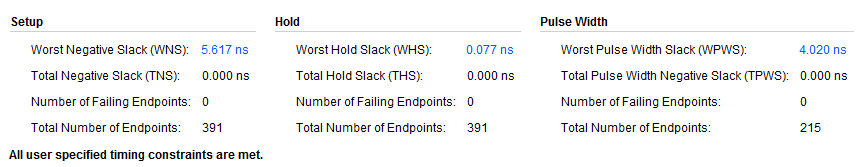 Setup Hold Pulse Width
Worst Negative Slack (WNS): 5.617 ns Worst Hold Slack (WHS): 0.077 ns Worst Pulse Width Slack (WPWS): 4.020 ns
Total Negative Slack (TNS): 0.000 ns Total Hold Slack (THS): 0.000 ns Total Pulse Width Negative Slack (TPWS): 0.000 ns
Number of Failing Endpoints: 0 Number of Failing Endpoints: 0 Number of Failing Endpoints: 0
Total Number of Endpoints: 391 Total Number of Endpoints: 391 Total Number of Endpoints: 215
All user specified timing constraints are met.